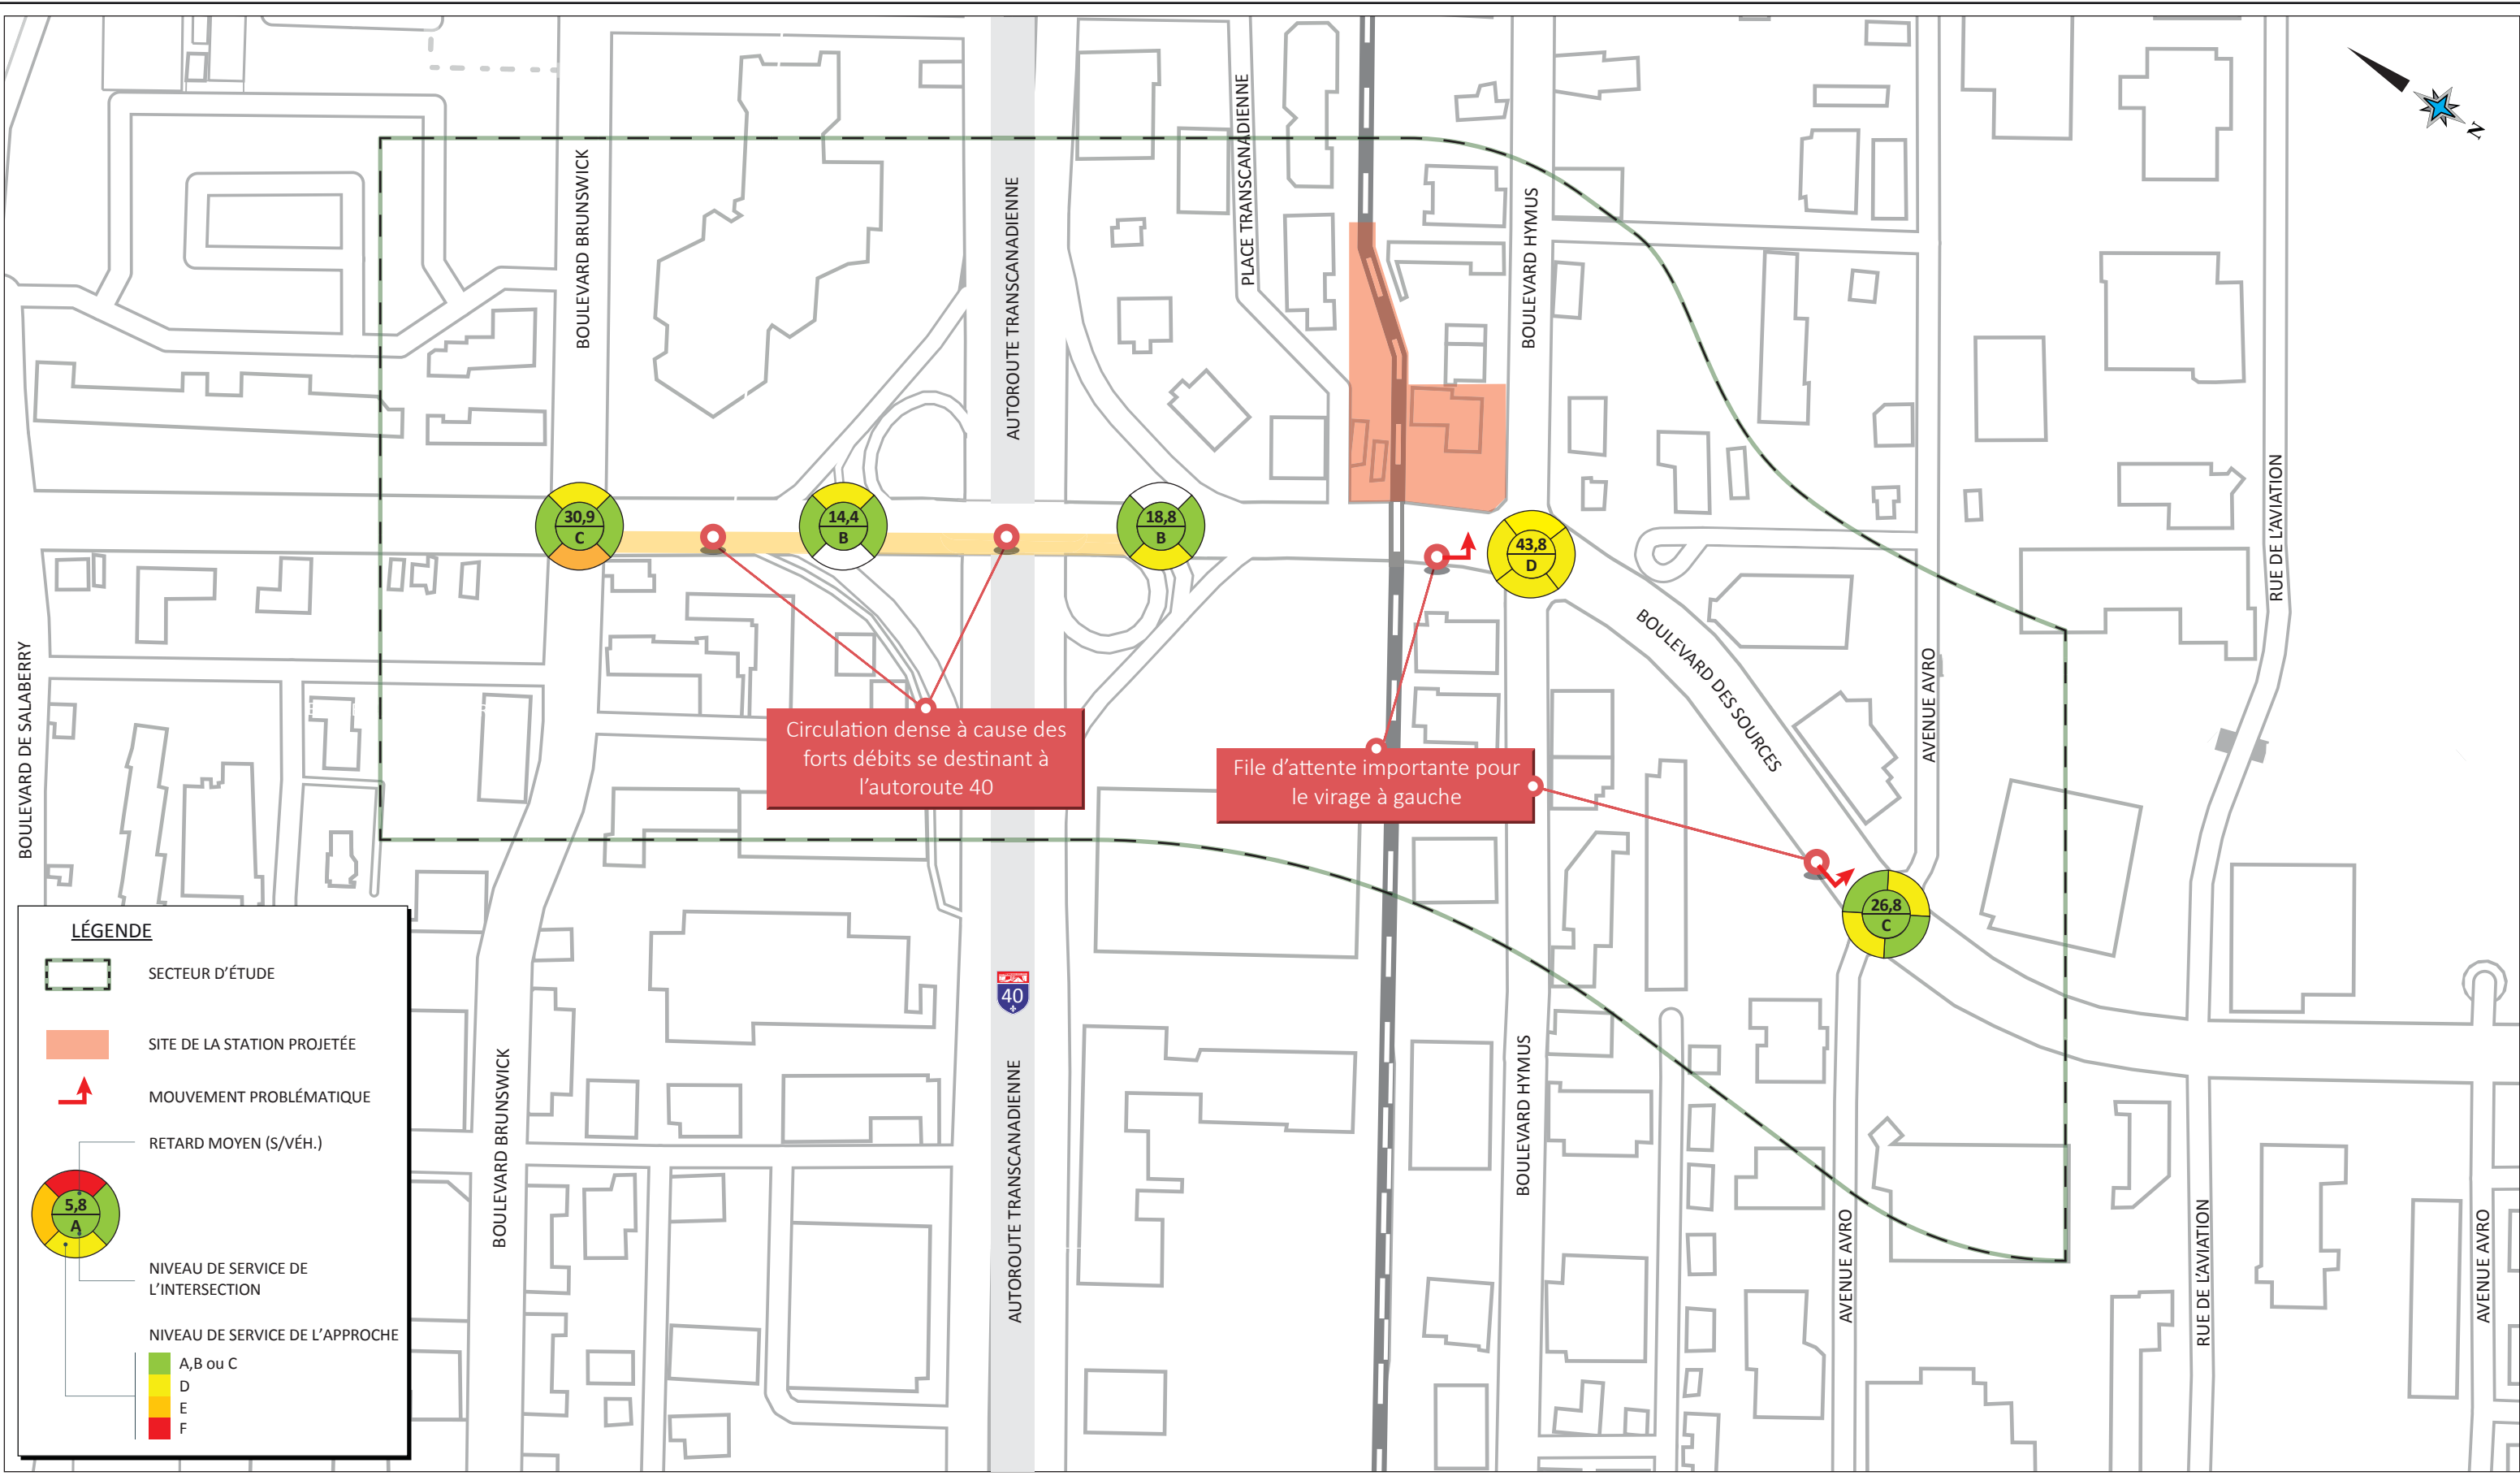 N
BOULEVARD BRUNSWICK
AUTOROUTE TRANSCANADIENNE
PLACE TRANSCANADIENNE
BOULEVARD HYMUS
RUE DE L'AVIATION
30,9
C
14,4
B
18,8
B
43,8
D
BOULEVARD DE SALABERRY
BOULEVARD DES SOURCES
AVENUE AVRO
Circulation dense à cause des
forts débits se destinant à
l'autoroute 40
File d'attente importante pour
le virage à gauche
26,8
C
40
BOULEVARD BRUNSWICK
AUTOROUTE TRANSCANADIENNE
BOULEVARD HYMUS
AVENUE AVRO
RUE DE L'AVIATION
AVENUE AVRO
LÉGENDE
SECTEUR D'ÉTUDE
SITE DE LA STATION PROJETÉE
MOUVEMENT PROBLÉMATIQUE
RETARD MOYEN (S/VÉH.)
5,8
A
NIVEAU DE SERVICE DE
L'INTERSECTION
NIVEAU DE SERVICE DE L'APPROCHE
A,B ou C
D
E
F